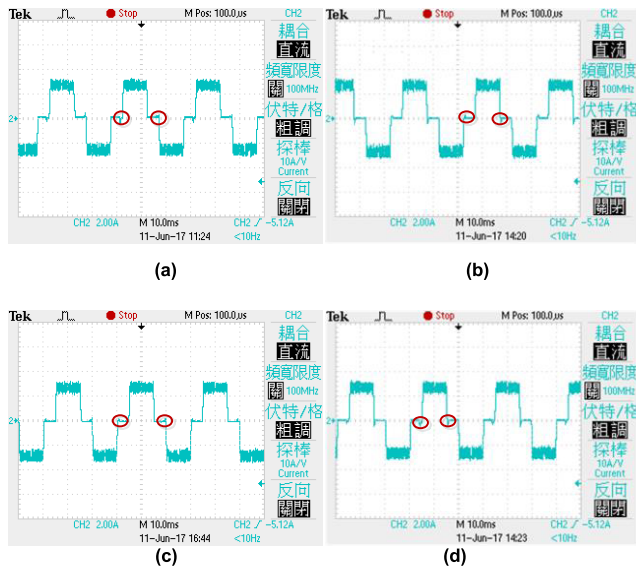 Tek Stop M Pos: 100.0µs CH2
耦合
直流
頻寬限度
關 100MHz
伏特/格
粗調
探棒
10A/V
Current
反向
關閉
2
CH2 2.00A M 10.0ms CH2 -5.12A
11-Jun-17 11:24 <10Hz
(a)
Tek Stop M Pos: 100.0µs CH2
耦合
直流
頻寬限度
關 100MHz
伏特/格
粗調
探棒
10A/V
Current
反向
關閉
2
CH2 2.00A M 10.0ms CH2 -5.12A
11-Jun-17 14:20 <10Hz
(b)
Tek Stop M Pos: 100.0µs CH2
耦合
直流
頻寬限度
關 100MHz
伏特/格
粗調
探棒
10A/V
Current
反向
關閉
2
CH2 2.00A M 10.0ms CH2 -5.12A
11-Jun-17 16:44 <10Hz
(c)
Tek Stop M Pos: 100.0µs CH2
耦合
直流
頻寬限度
關 100MHz
伏特/格
粗調
探棒
10A/V
Current
反向
關閉
2
CH2 2.00A M 10.0ms CH2 -5.12A
11-Jun-17 14:23 <10Hz
(d)